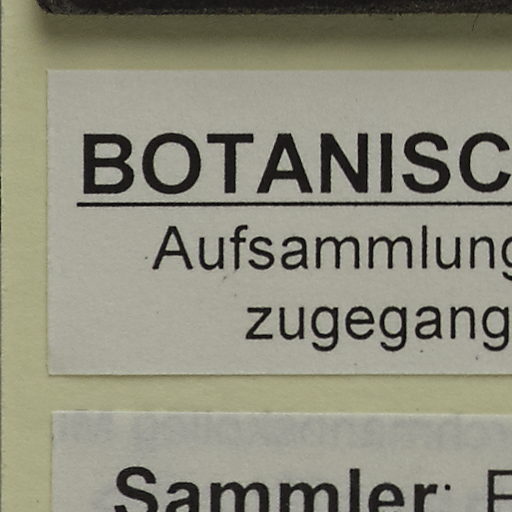 BOTANISC
Aufsammlung
zugegang
Sammler: F